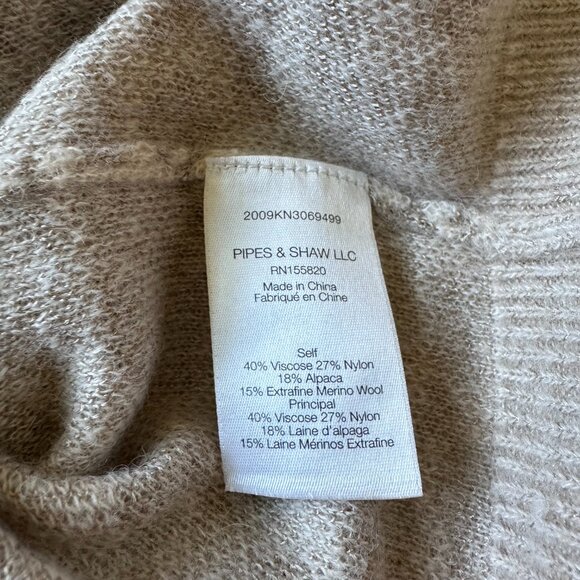 2009KN3069499
PIPES & SHAW LLC
RN155820
Made in China
Fabriqué en Chine
Self
40% Viscose 27% Nylon
18% Alpaca
15% Extrafine Merino Wool
Principal
40% Viscose 27% Nylon
18% Laine d'alpaga
15% Laine Mérinos Extrafine